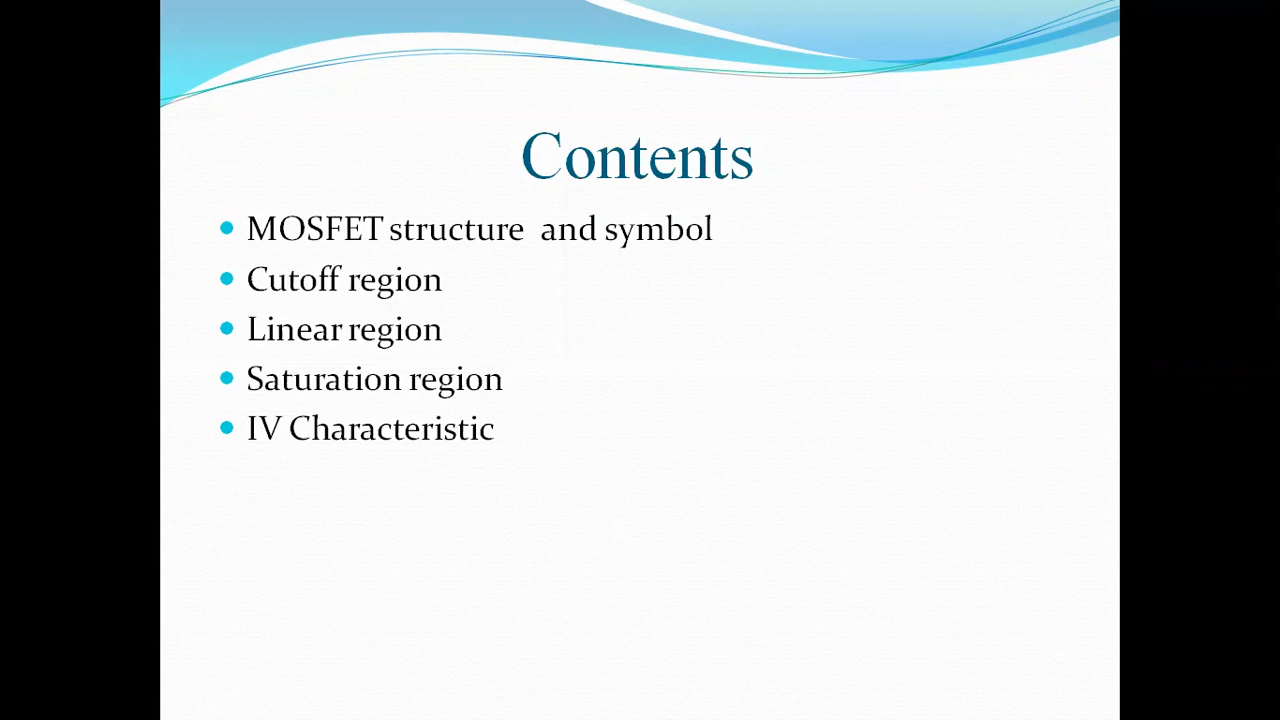 Contents
MOSFET structure and symbol
Cutoff region
Linear region
Saturation region
IV Characteristic